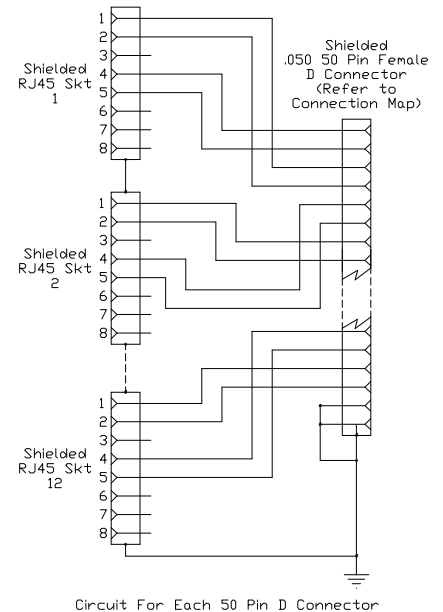 1
2
3
4
5
6
7
8
Shielded
RJ45 Skt
1
Shielded
.050 50 Pin Female
D Connector
(Refer to
Connection Map)
1
2
3
4
5
6
7
8
Shielded
RJ45 Skt
2
1
2
3
4
5
6
7
8
Shielded
RJ45 Skt
12
Circuit For Each 50 Pin D Connector